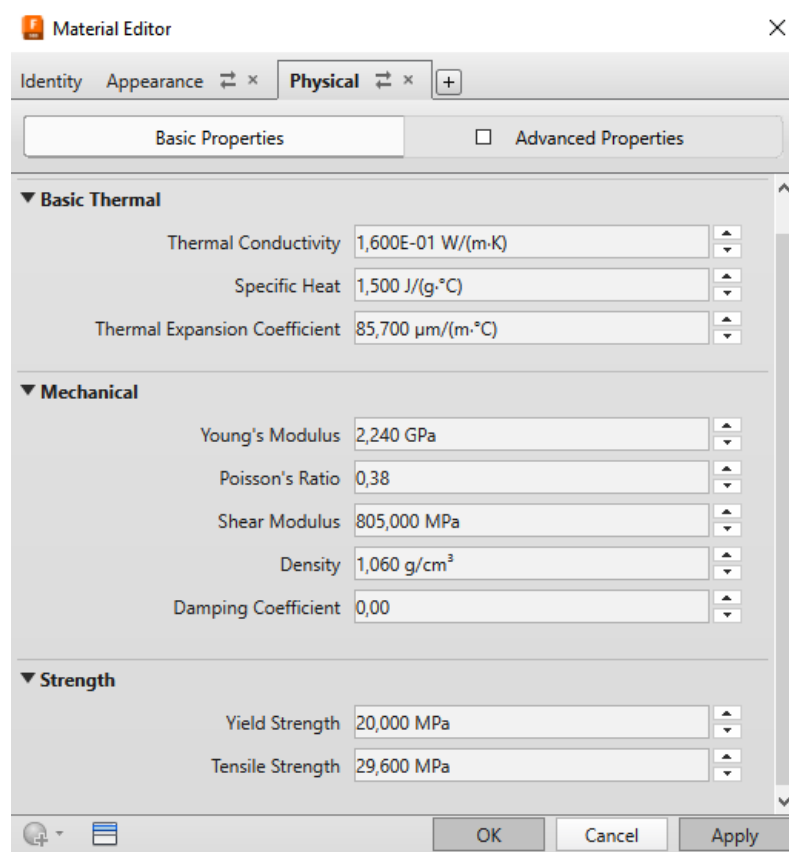 Material Editor
Identity Appearance Physical
Basic Properties Advanced Properties
Basic Thermal
Thermal Conductivity 1,600E-01 W/(m·K)
Specific Heat 1,500 J/(g·°C)
Thermal Expansion Coefficient 85,700 µm/(m·°C)
Mechanical
Young's Modulus 2,240 GPa
Poisson's Ratio 0,38
Shear Modulus 805,000 MPa
Density 1,060 g/cm³
Damping Coefficient 0,00
Strength
Yield Strength 20,000 MPa
Tensile Strength 29,600 MPa
OK Cancel Apply